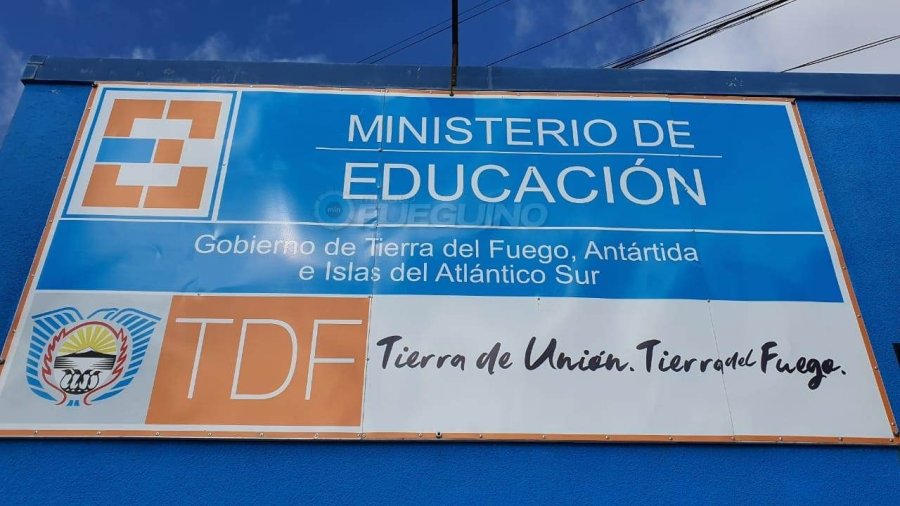 MINISTERIO DE
EDUCACIÓN
min
FUEGUINO
Gobierno de Tierra del Fuego, Antártida
e Islas del Atlántico Sur
TDF
Tierra de Unión. Tierra del Fuego.